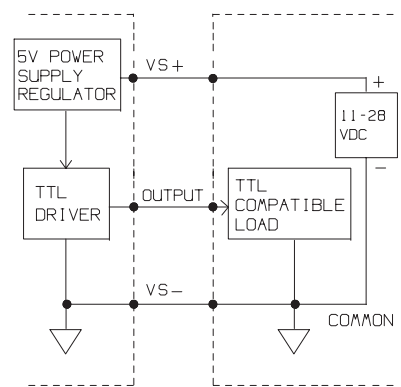 5V POWER
SUPPLY
REGULATOR
VS+
+
11-28
VDC
-
TTL
DRIVER
OUTPUT
TTL
COMPATIBLE
LOAD
VS-
COMMON